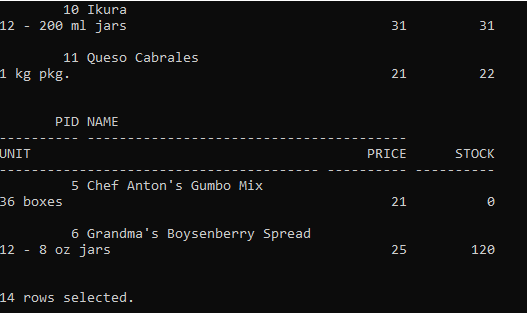 10 Ikura
12 - 200 ml jars 31 31
11 Queso Cabrales
1 kg pkg. 21 22
PID NAME
---------- ----------------------------------------
UNIT PRICE STOCK
---------------------------------------- ---------- ----------
5 Chef Anton's Gumbo Mix
36 boxes 21 0
6 Grandma's Boysenberry Spread
12 - 8 oz jars 25 120
14 rows selected.